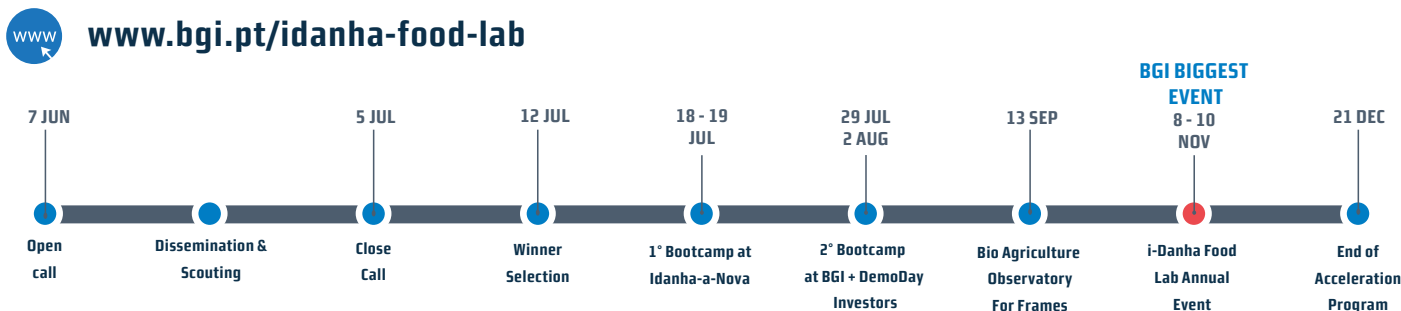 www
www.bgi.pt/idanha-food-lab
BGI BIGGEST
EVENT
7 JUN
5 JUL
12 JUL
18 - 19
JUL
29 JUL
2 AUG
13 SEP
8 - 10
NOV
21 DEC
Open
call
Dissemination &
Scouting
Close
Call
Winner
Selection
1° Bootcamp at
Idanha-a-Nova
2° Bootcamp
at BGI + DemoDay
Investors
Bio Agriculture
Observatory
For Frames
i-Danha Food
Lab Annual
Event
End of
Acceleration
Program